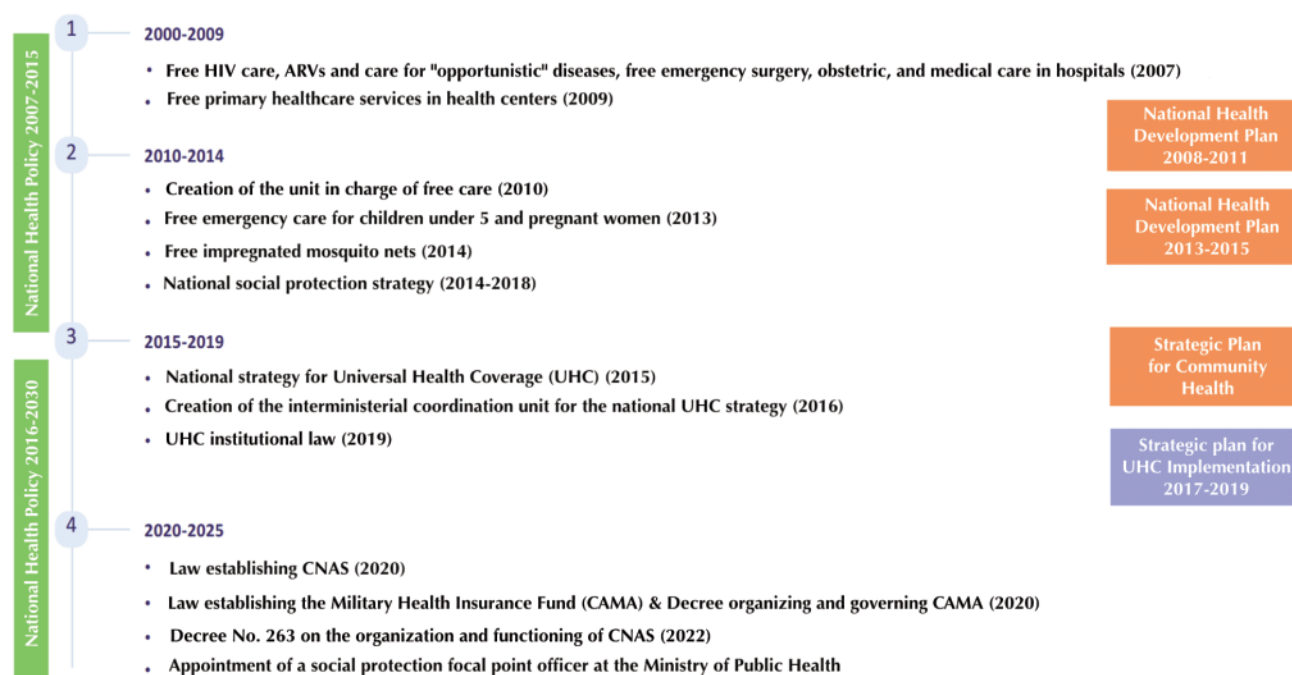 National Health Policy 2007-2015
1
2000-2009
• Free HIV care, ARVs and care for "opportunistic" diseases, free emergency surgery, obstetric, and medical care in hospitals (2007)
• Free primary healthcare services in health centers (2009)
National Health
Development Plan
2008-2011
2
2010-2014
• Creation of the unit in charge of free care (2010)
• Free emergency care for children under 5 and pregnant women (2013)
• Free impregnated mosquito nets (2014)
• National social protection strategy (2014-2018)
National Health
Development Plan
2013-2015
National Health Policy 2016-2030
3
2015-2019
• National strategy for Universal Health Coverage (UHC) (2015)
• Creation of the interministerial coordination unit for the national UHC strategy (2016)
• UHC institutional law (2019)
Strategic Plan
for Community
Health
Strategic plan for
UHC Implementation
2017-2019
4
2020-2025
• Law establishing CNAS (2020)
• Law establishing the Military Health Insurance Fund (CAMA) & Decree organizing and governing CAMA (2020)
• Decree No. 263 on the organization and functioning of CNAS (2022)
• Appointment of a social protection focal point officer at the Ministry of Public Health